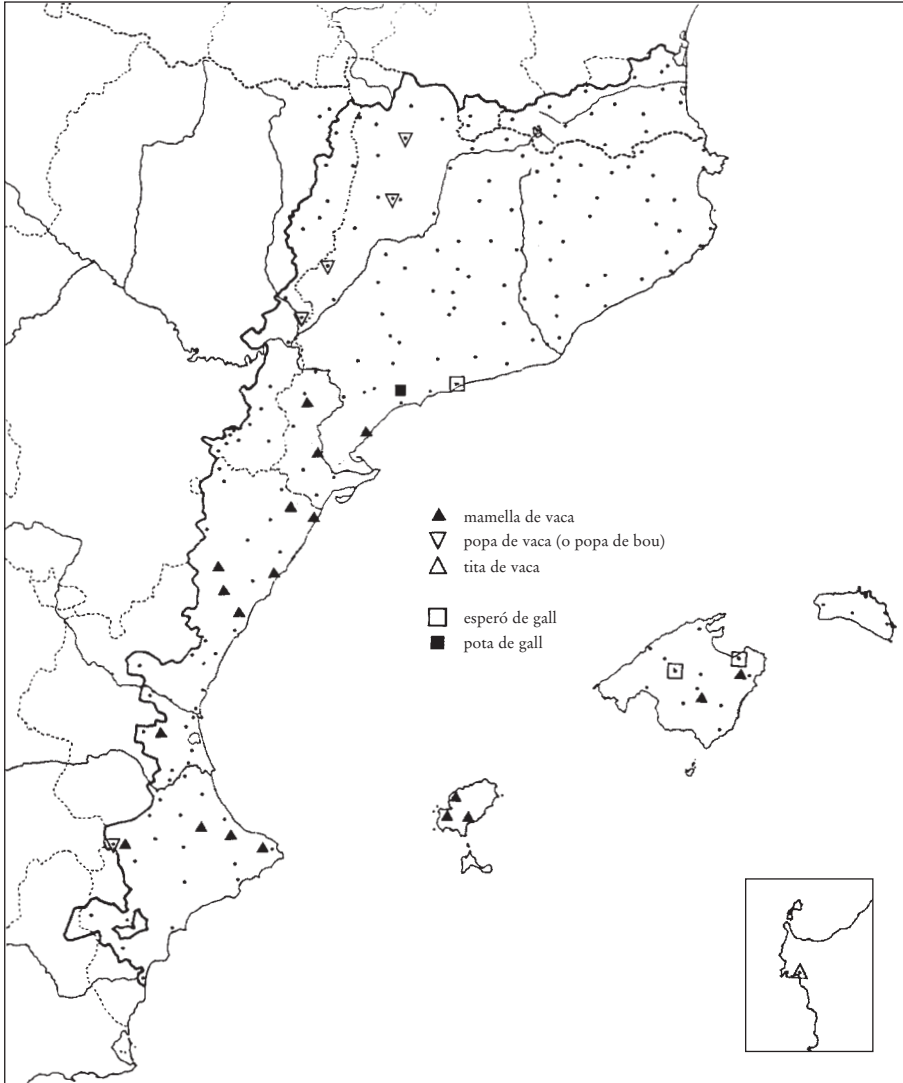 mamella de vaca
popa de vaca (o popa de bou)
tita de vaca
esperó de gall
pota de gall